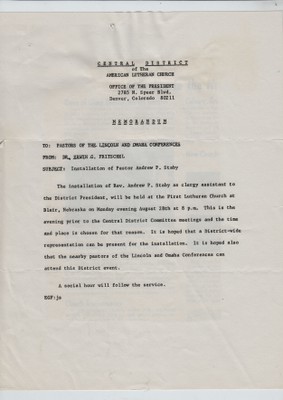 CENTRAL DISTRICT
of The
AMERICAN LUTHERAN CHURCH
OFFICE OF THE PRESIDENT
2785 N. Speer Blvd.
Denver, Colorado 80211
MEMORANDUM
TO: PASTORS OF THE LINCOLN AND OMAHA CONFERENCES
FROM: DR. ERWIN G. FRITSCHEL
SUBJECT: Installation of Pastor Andrew P. Staby
The installation of Rev. Andrew P. Staby as clergy assistant to
the District President, will be held at the First Lutheran Church at
Blair, Nebraska on Monday evening August 28th at 8 p.m. This is the
evening prior to the Central District Committee meetings and the time
and place is chosen for that reason. It is hoped that a District-wide
representation can be present for the installation. It is hoped also
that the nearby pastors of the Lincoln and Omaha Conferences can
attend this District event.
A social hour will follow the service.
EGF:js